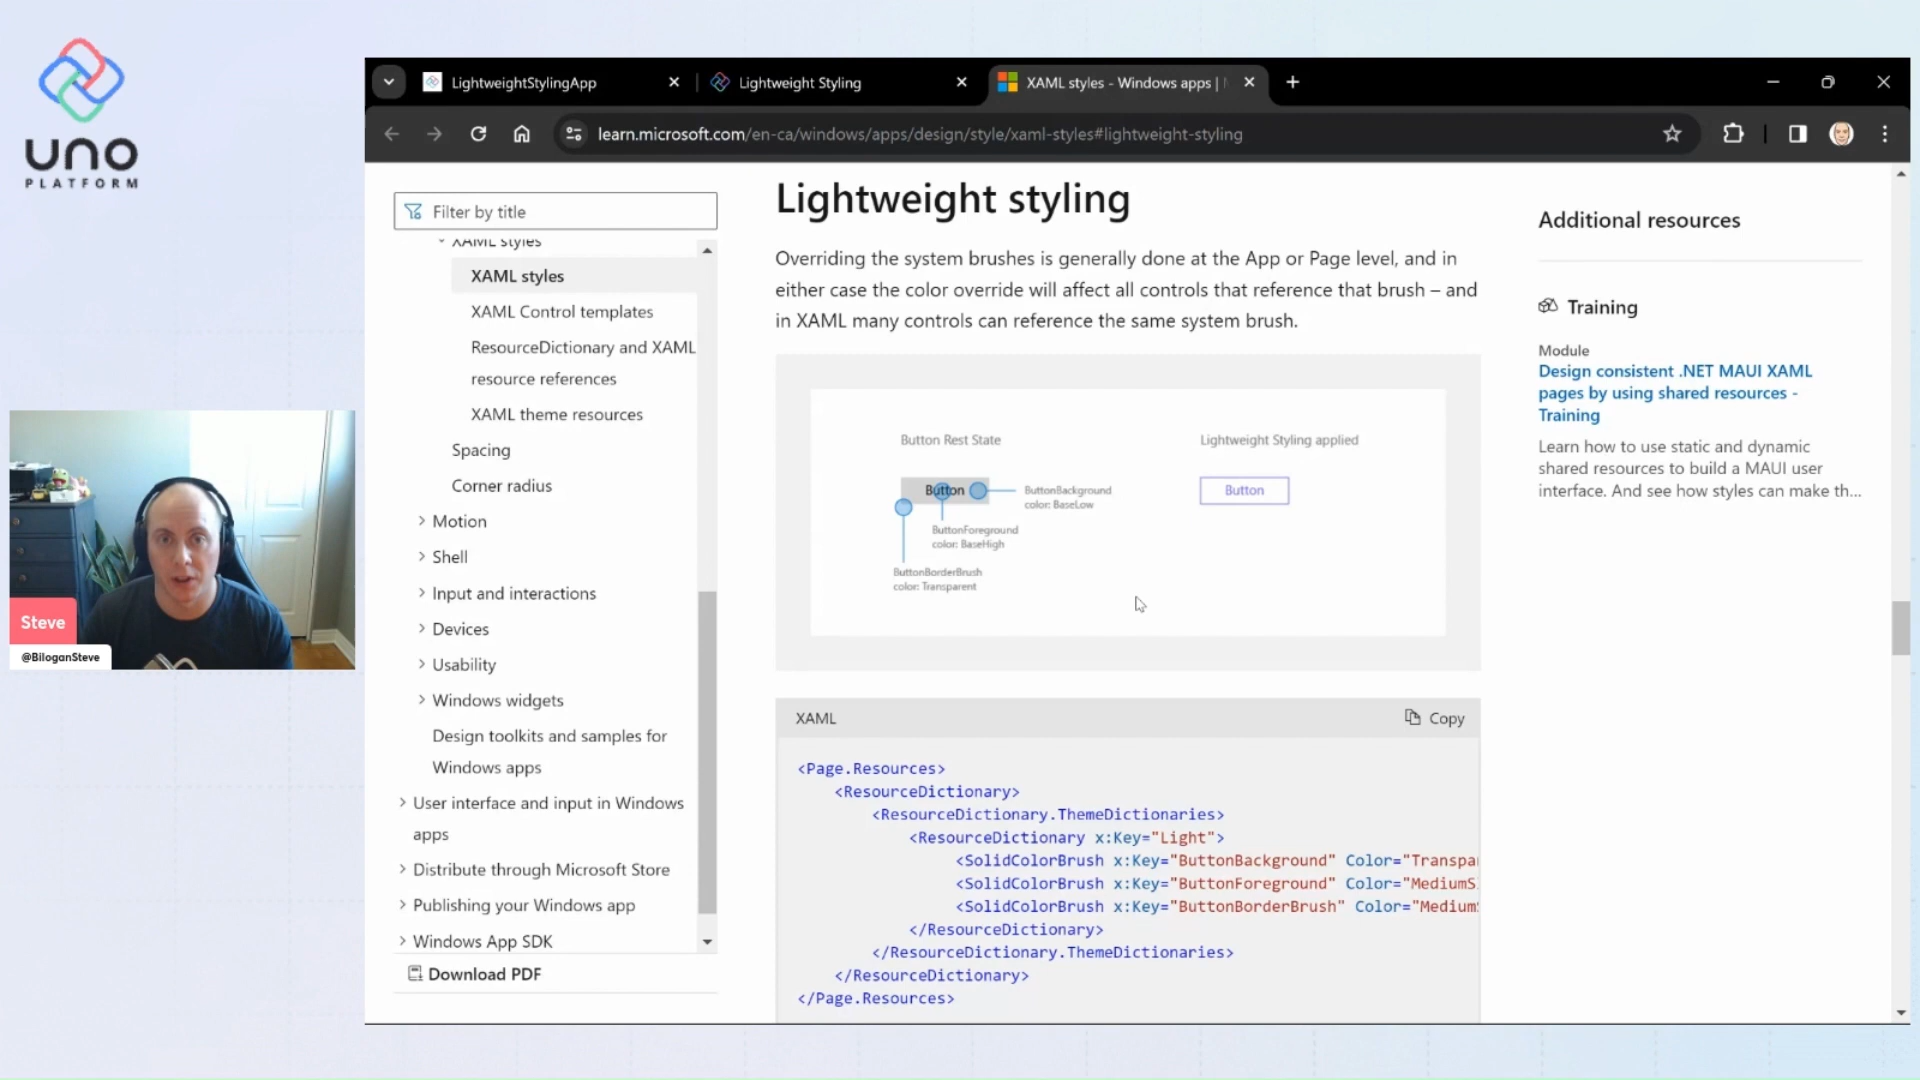 UNO
PLATFORM
LightweightStylingApp
Lightweight Styling
XAML styles - Windows apps |
learn.microsoft.com/en-ca/windows/apps/design/style/xaml-styles#lightweight-styling
Filter by title
XAML styles
XAML styles
XAML Control templates
ResourceDictionary and XAML
resource references
XAML theme resources
Spacing
Corner radius
Motion
Shell
Input and interactions
Devices
Usability
Windows widgets
Design toolkits and samples for
Windows apps
User interface and input in Windows
apps
Distribute through Microsoft Store
Publishing your Windows app
Windows App SDK
Download PDF
Lightweight styling
Overriding the system brushes is generally done at the App or Page level, and in
either case the color override will affect all controls that reference that brush – and
in XAML many controls can reference the same system brush.
Button Rest State
Button
ButtonBackground
color: BaseLow
ButtonForeground
color: BaseHigh
ButtonBorderBrush
color: Transparent
Lightweight Styling applied
Button
XAML
Copy
<Page.Resources>
<ResourceDictionary>
<ResourceDictionary.ThemeDictionaries>
<ResourceDictionary x:Key="Light">
<SolidColorBrush x:Key="ButtonBackground" Color="Transpa
<SolidColorBrush x:Key="ButtonForeground" Color="MediumS
<SolidColorBrush x:Key="ButtonBorderBrush" Color="Medium
</ResourceDictionary>
</ResourceDictionary.ThemeDictionaries>
</ResourceDictionary>
</Page.Resources>
Additional resources
Training
Module
Design consistent .NET MAUI XAML
pages by using shared resources -
Training
Learn how to use static and dynamic
shared resources to build a MAUI user
interface. And see how styles can make th...
Steve
@BiloganSteve